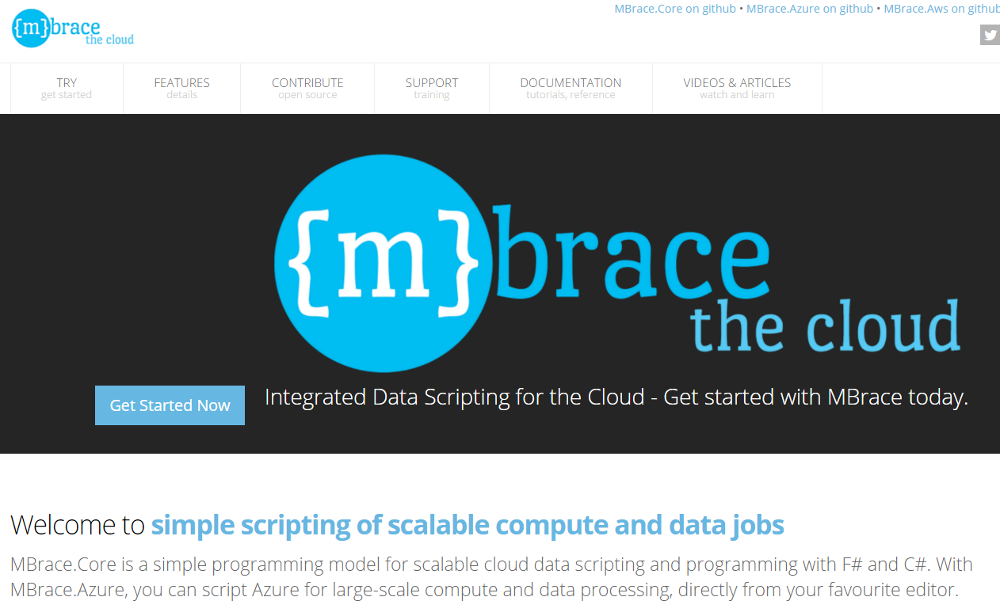 MBrace.Core on github • MBrace.Azure on github • MBrace.Aws on github
{m}brace
the cloud
TRY
get started
FEATURES
details
CONTRIBUTE
open source
SUPPORT
training
DOCUMENTATION
tutorials, reference
VIDEOS & ARTICLES
watch and learn
{m}brace
the cloud
Get Started Now
Integrated Data Scripting for the Cloud - Get started with MBrace today.
Welcome to simple scripting of scalable compute and data jobs
MBrace.Core is a simple programming model for scalable cloud data scripting and programming with F# and C#. With
MBrace.Azure, you can script Azure for large-scale compute and data processing, directly from your favourite editor.